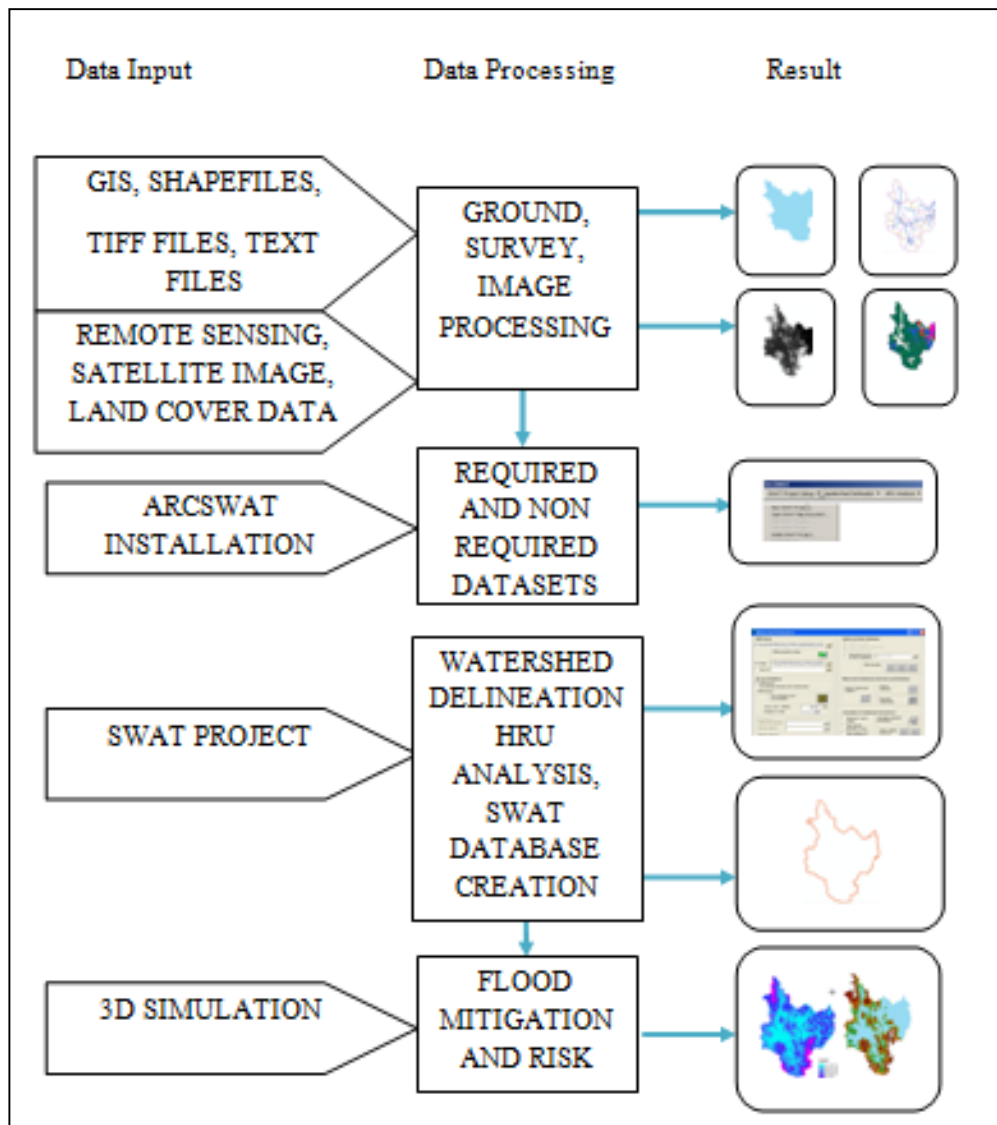 Data Input
Data Processing
Result
GIS, SHAPEFILES,
TIFF FILES, TEXT
FILES
REMOTE SENSING,
SATELLITE IMAGE,
LAND COVER DATA
GROUND,
SURVEY,
IMAGE
PROCESSING
ARCSWAT
INSTALLATION
REQUIRED
AND NON
REQUIRED
DATASETS
SWAT PROJECT
WATERSHED
DELINEATION
HRU
ANALYSIS,
SWAT
DATABASE
CREATION
3D SIMULATION
FLOOD
MITIGATION
AND RISK